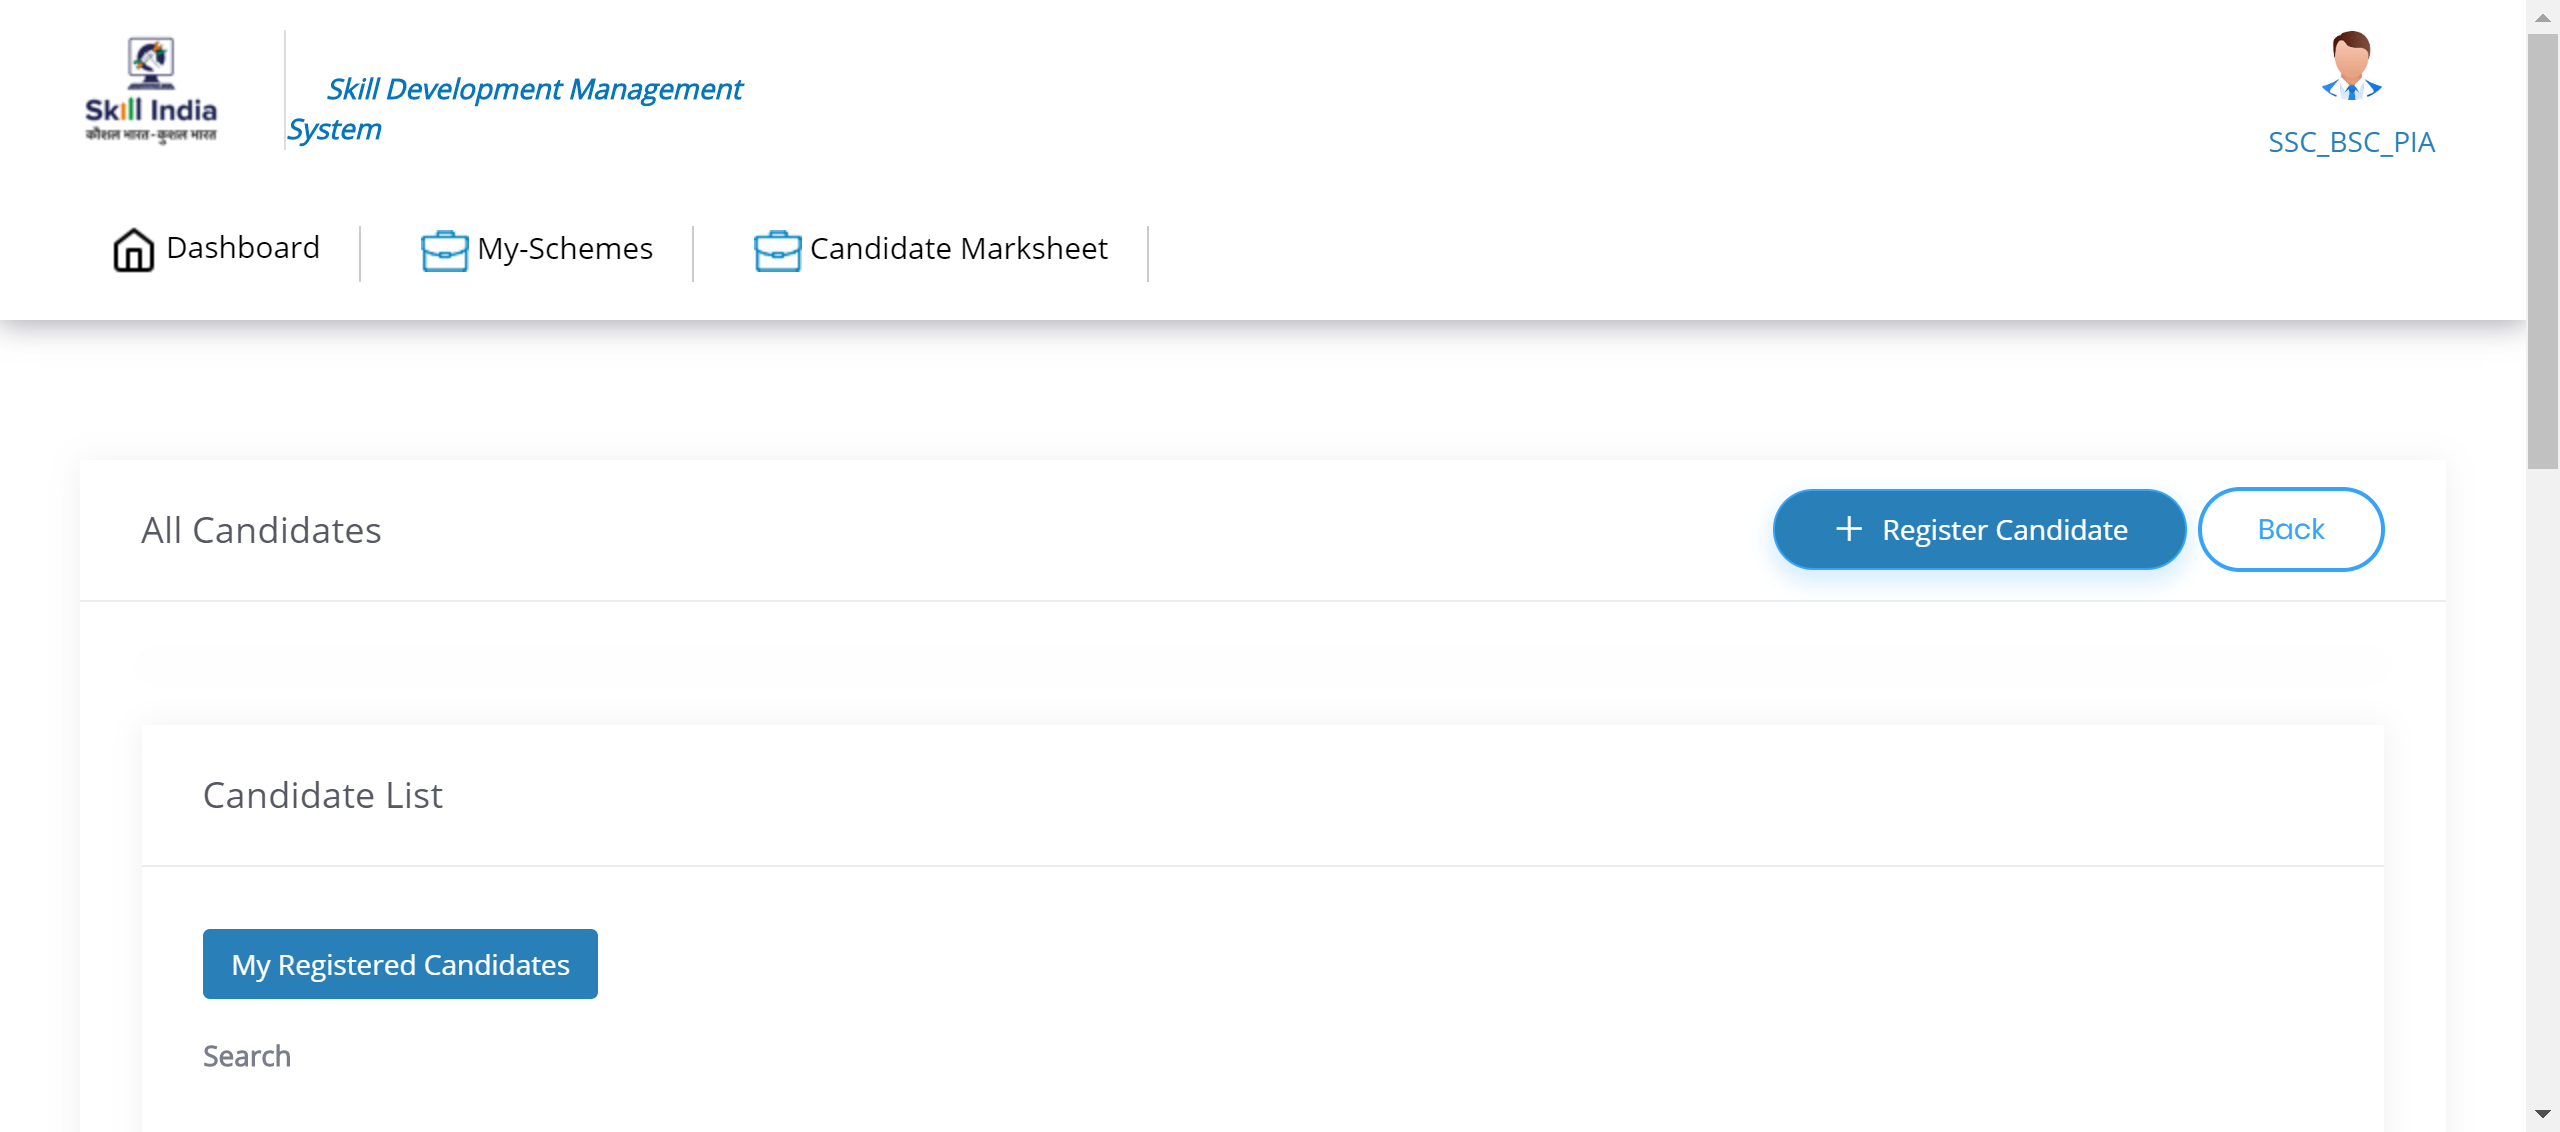 Skill India
कौशल भारत-कुशल भारत
Skill Development Management
System
SSC_BSC_PIA
Dashboard
My-Schemes
Candidate Marksheet
All Candidates
+ Register Candidate
Back
Candidate List
My Registered Candidates
Search